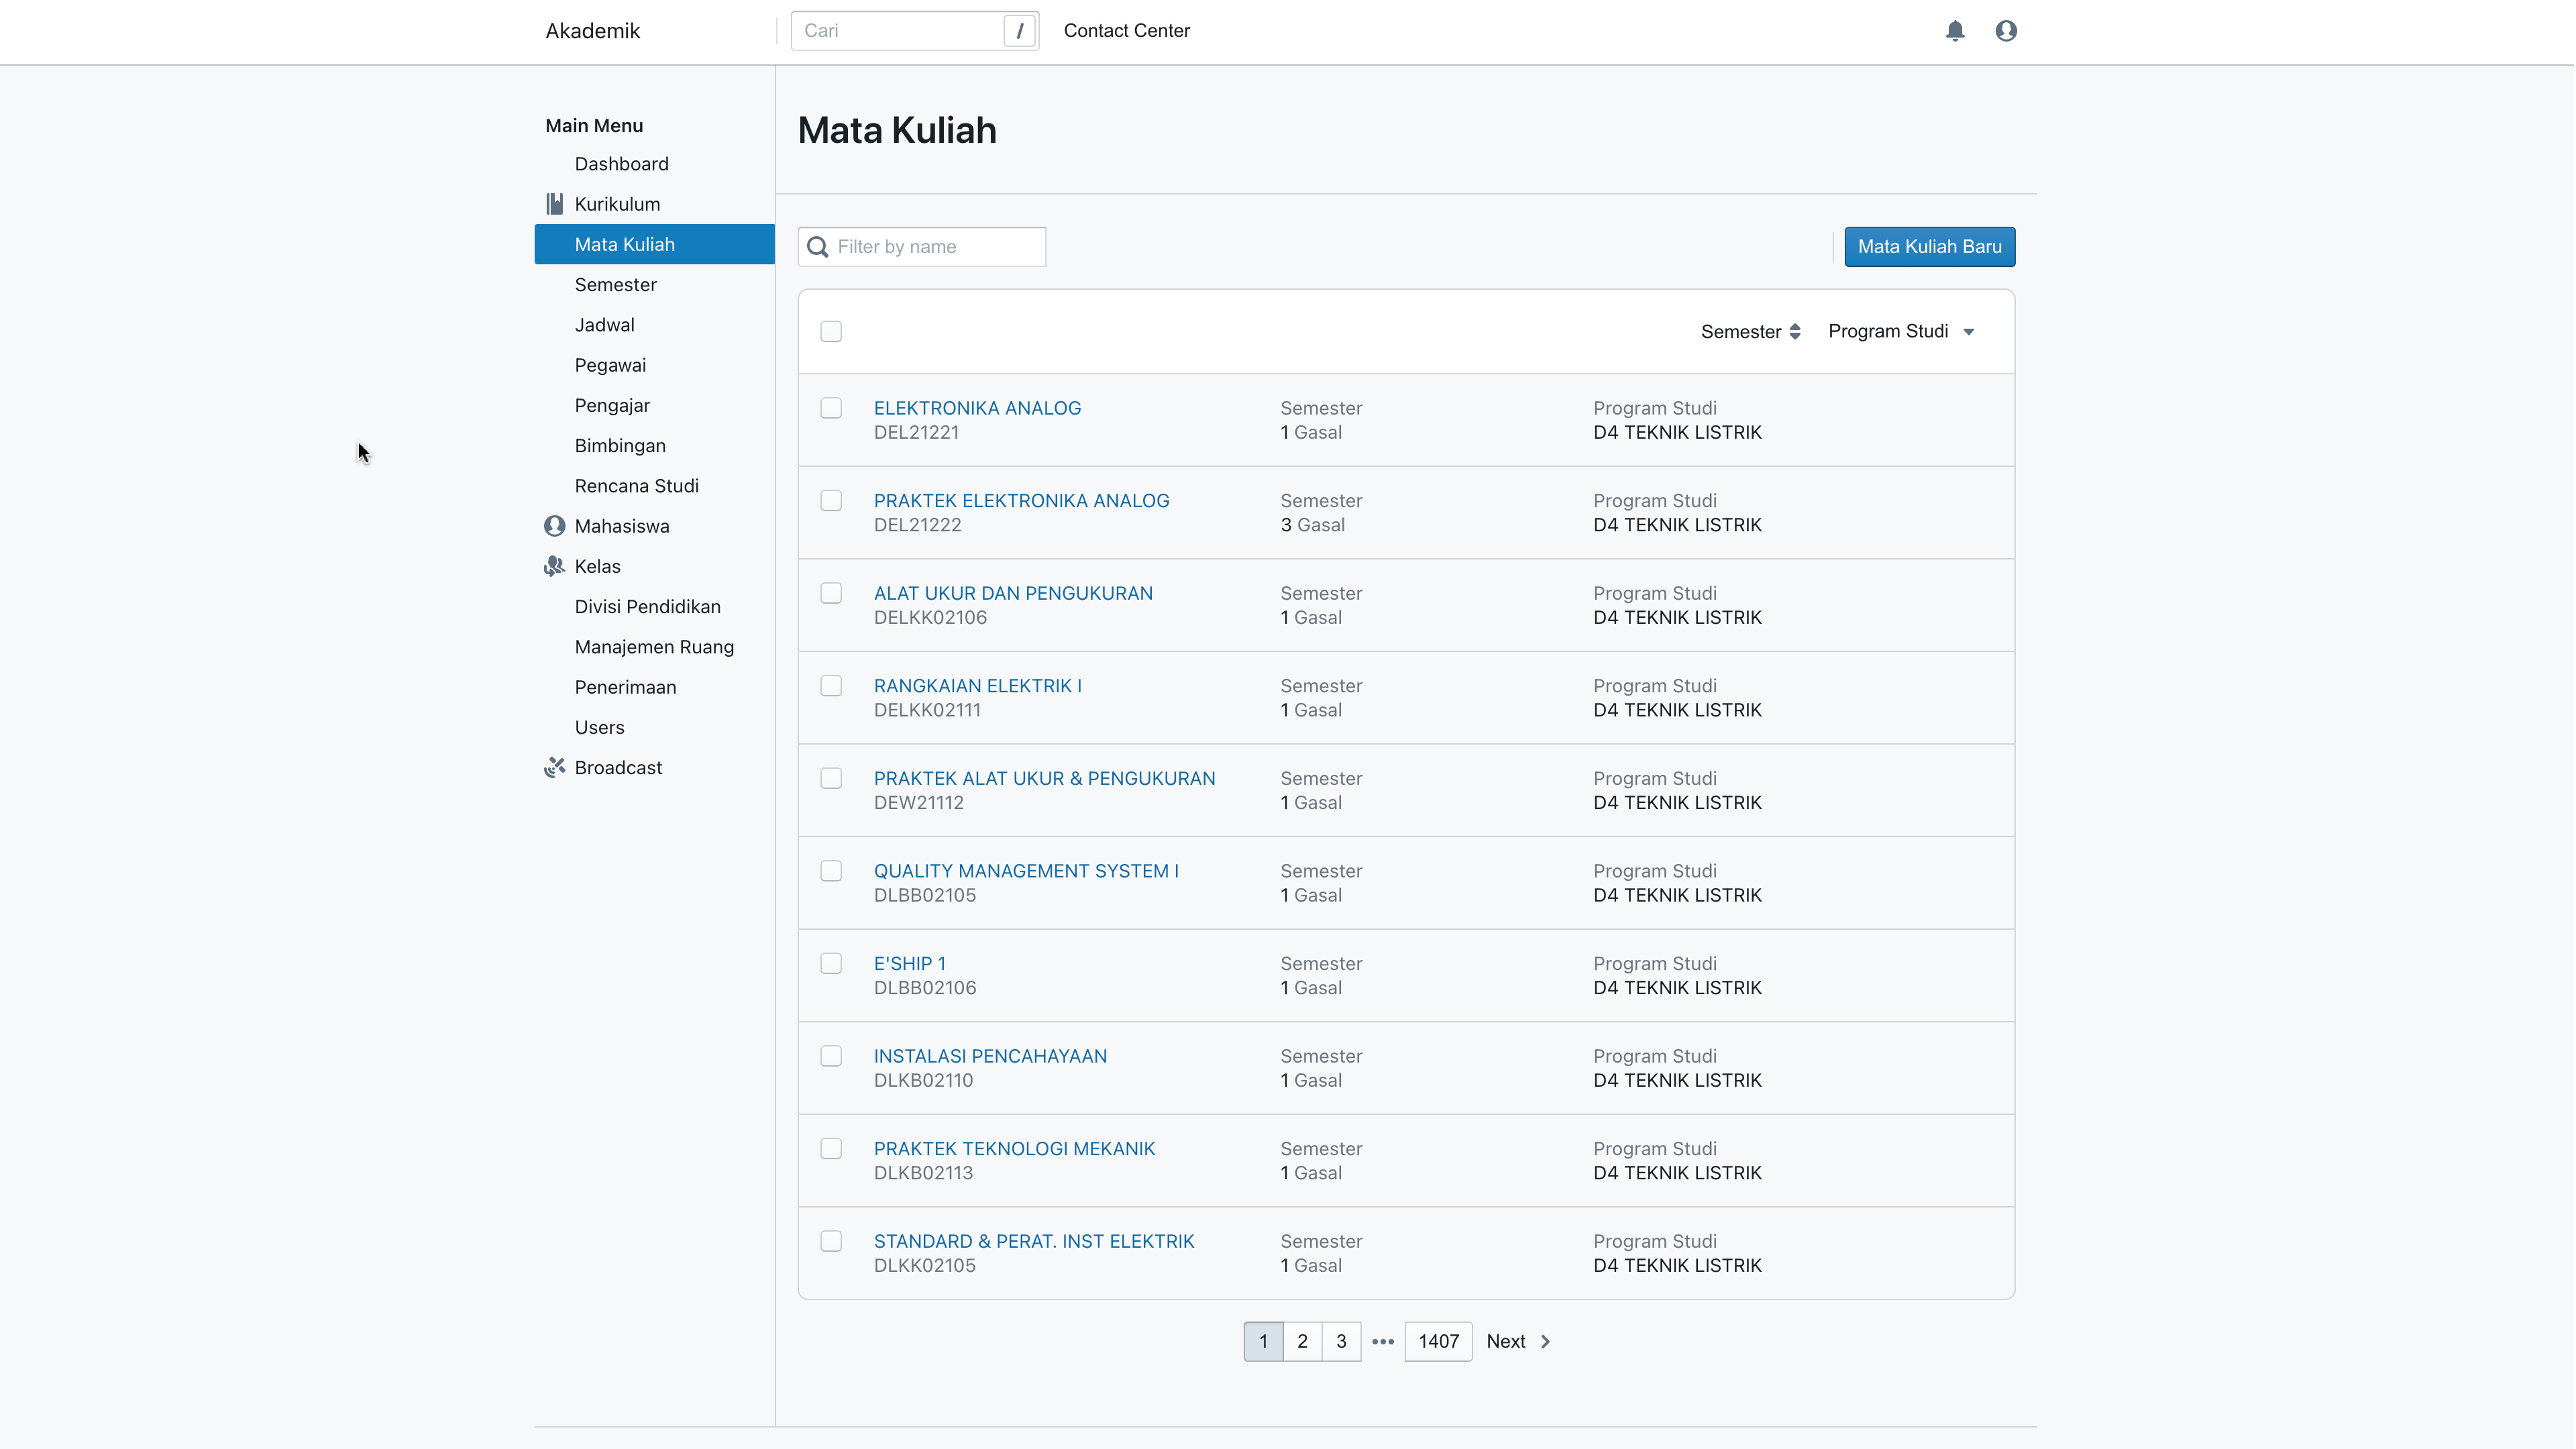 Akademik
Cari
/
Contact Center
Main Menu
Dashboard
Kurikulum
Mata Kuliah
Semester
Jadwal
Pegawai
Pengajar
Bimbingan
Rencana Studi
Mahasiswa
Kelas
Divisi Pendidikan
Manajemen Ruang
Penerimaan
Users
Broadcast
Mata Kuliah
Filter by name
Mata Kuliah Baru
Semester Program Studi
ELEKTRONIKA ANALOG Semester Program Studi
DEL21221 1 Gasal D4 TEKNIK LISTRIK
PRAKTEK ELEKTRONIKA ANALOG Semester Program Studi
DEL21222 3 Gasal D4 TEKNIK LISTRIK
ALAT UKUR DAN PENGUKURAN Semester Program Studi
DELKK02106 1 Gasal D4 TEKNIK LISTRIK
RANGKAIAN ELEKTRIK I Semester Program Studi
DELKK02111 1 Gasal D4 TEKNIK LISTRIK
PRAKTEK ALAT UKUR & PENGUKURAN Semester Program Studi
DEW21112 1 Gasal D4 TEKNIK LISTRIK
QUALITY MANAGEMENT SYSTEM I Semester Program Studi
DLBB02105 1 Gasal D4 TEKNIK LISTRIK
E'SHIP 1 Semester Program Studi
DLBB02106 1 Gasal D4 TEKNIK LISTRIK
INSTALASI PENCAHAYAAN Semester Program Studi
DLKB02110 1 Gasal D4 TEKNIK LISTRIK
PRAKTEK TEKNOLOGI MEKANIK Semester Program Studi
DLKB02113 1 Gasal D4 TEKNIK LISTRIK
STANDARD & PERAT. INST ELEKTRIK Semester Program Studi
DLKK02105 1 Gasal D4 TEKNIK LISTRIK
1 2 3 ••• 1407 Next